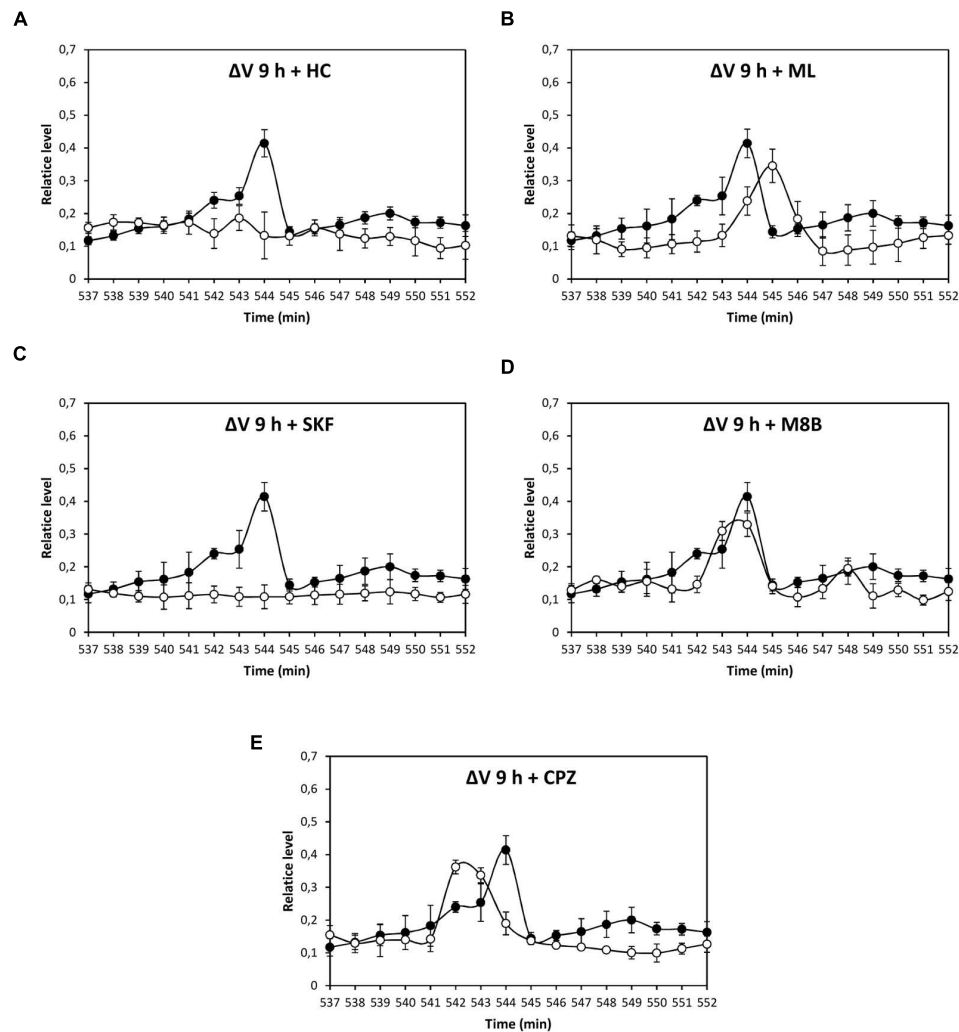 A
ΔV 9 h + HC
Relatice level
0,7
0,6
0,5
0,4
0,3
0,2
0,1
0
537 538 539 540 541 542 543 544 545 546 547 548 549 550 551 552
Time (min)
B
ΔV 9 h + ML
Relatice level
0,7
0,6
0,5
0,4
0,3
0,2
0,1
0
537 538 539 540 541 542 543 544 545 546 547 548 549 550 551 552
Time (min)
C
ΔV 9 h + SKF
Relatice level
0,7
0,6
0,5
0,4
0,3
0,2
0,1
0
537 538 539 540 541 542 543 544 545 546 547 548 549 550 551 552
Time (min)
D
ΔV 9 h + M8B
Relatice level
0,7
0,6
0,5
0,4
0,3
0,2
0,1
0
537 538 539 540 541 542 543 544 545 546 547 548 549 550 551 552
Time (min)
E
ΔV 9 h + CPZ
Relatice level
0,7
0,6
0,5
0,4
0,3
0,2
0,1
0
537 538 539 540 541 542 543 544 545 546 547 548 549 550 551 552
Time (min)